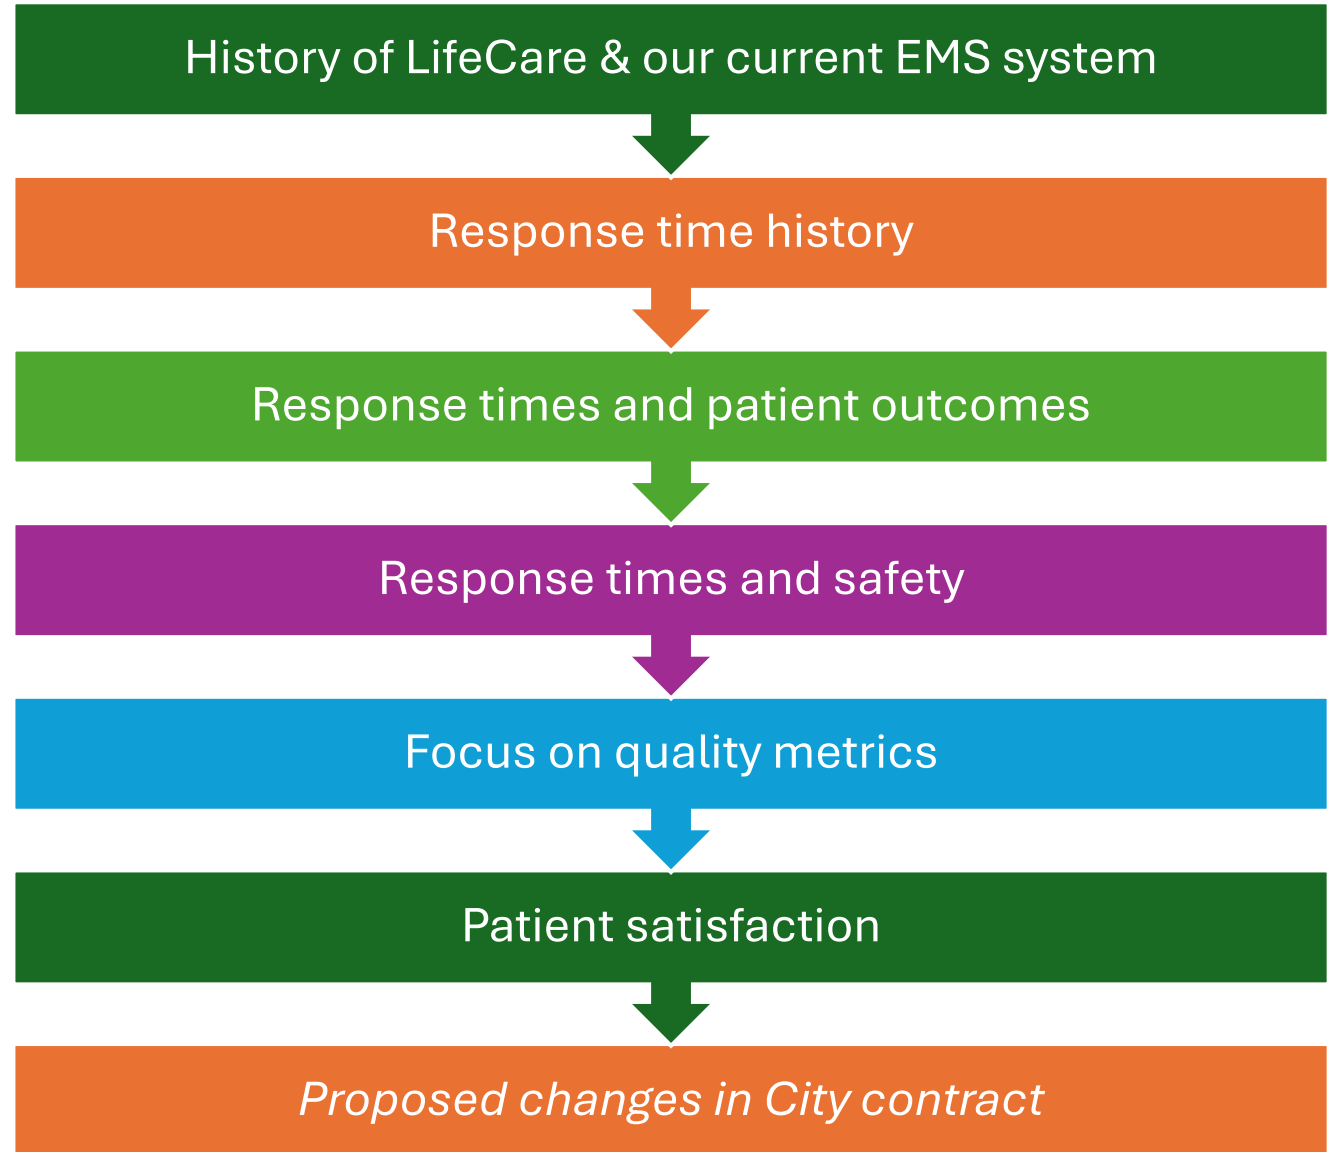 History of LifeCare & our current EMS system
Response time history
Response times and patient outcomes
Response times and safety
Focus on quality metrics
Patient satisfaction
Proposed changes in City contract